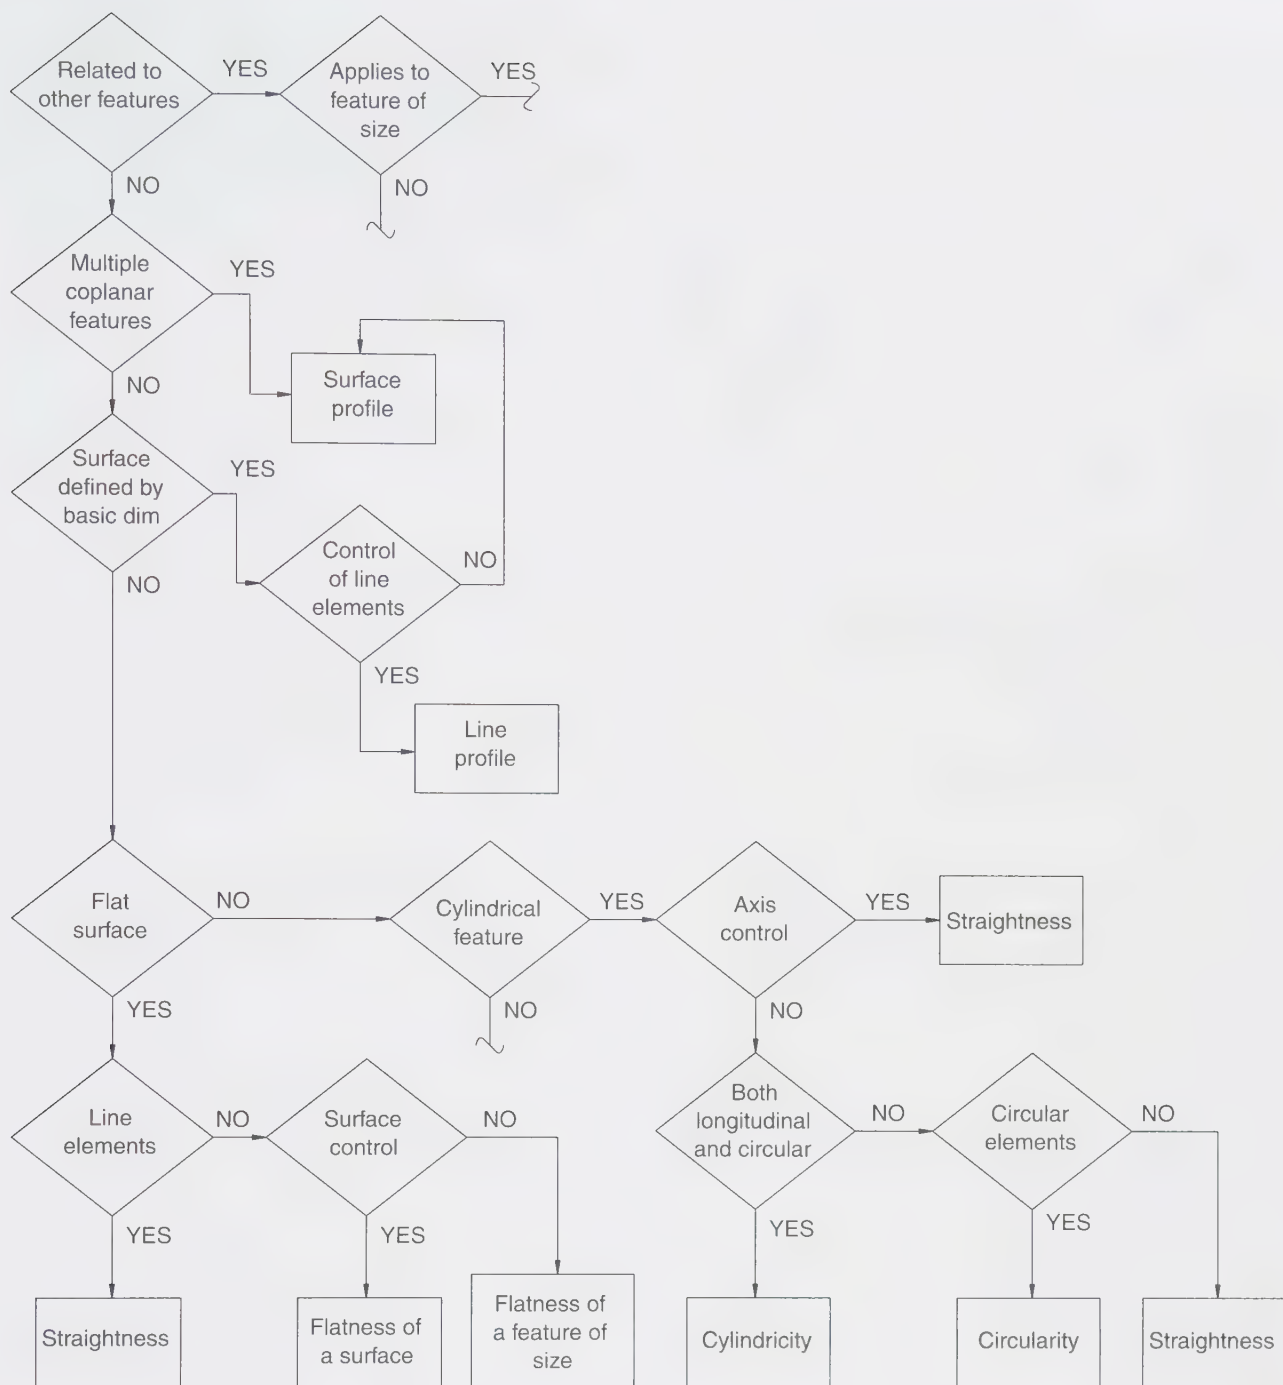 Related to
other features
YES
Applies to
feature of
size
YES
NO
NO
Multiple
coplanar
features
YES
NO
Surface
profile
Surface
defined by
basic dim
YES
NO
Control
of line
elements
NO
YES
Line
profile
Flat
surface
NO
YES
Cylindrical
feature
YES
NO
Axis
control
YES
NO
Straightness
Line
elements
NO
YES
Surface
control
NO
YES
Both
longitudinal
and circular
NO
YES
Circular
elements
NO
YES
Straightness
Flatness of
a surface
Flatness of
a feature of
size
Cylindricity
Circularity
Straightness